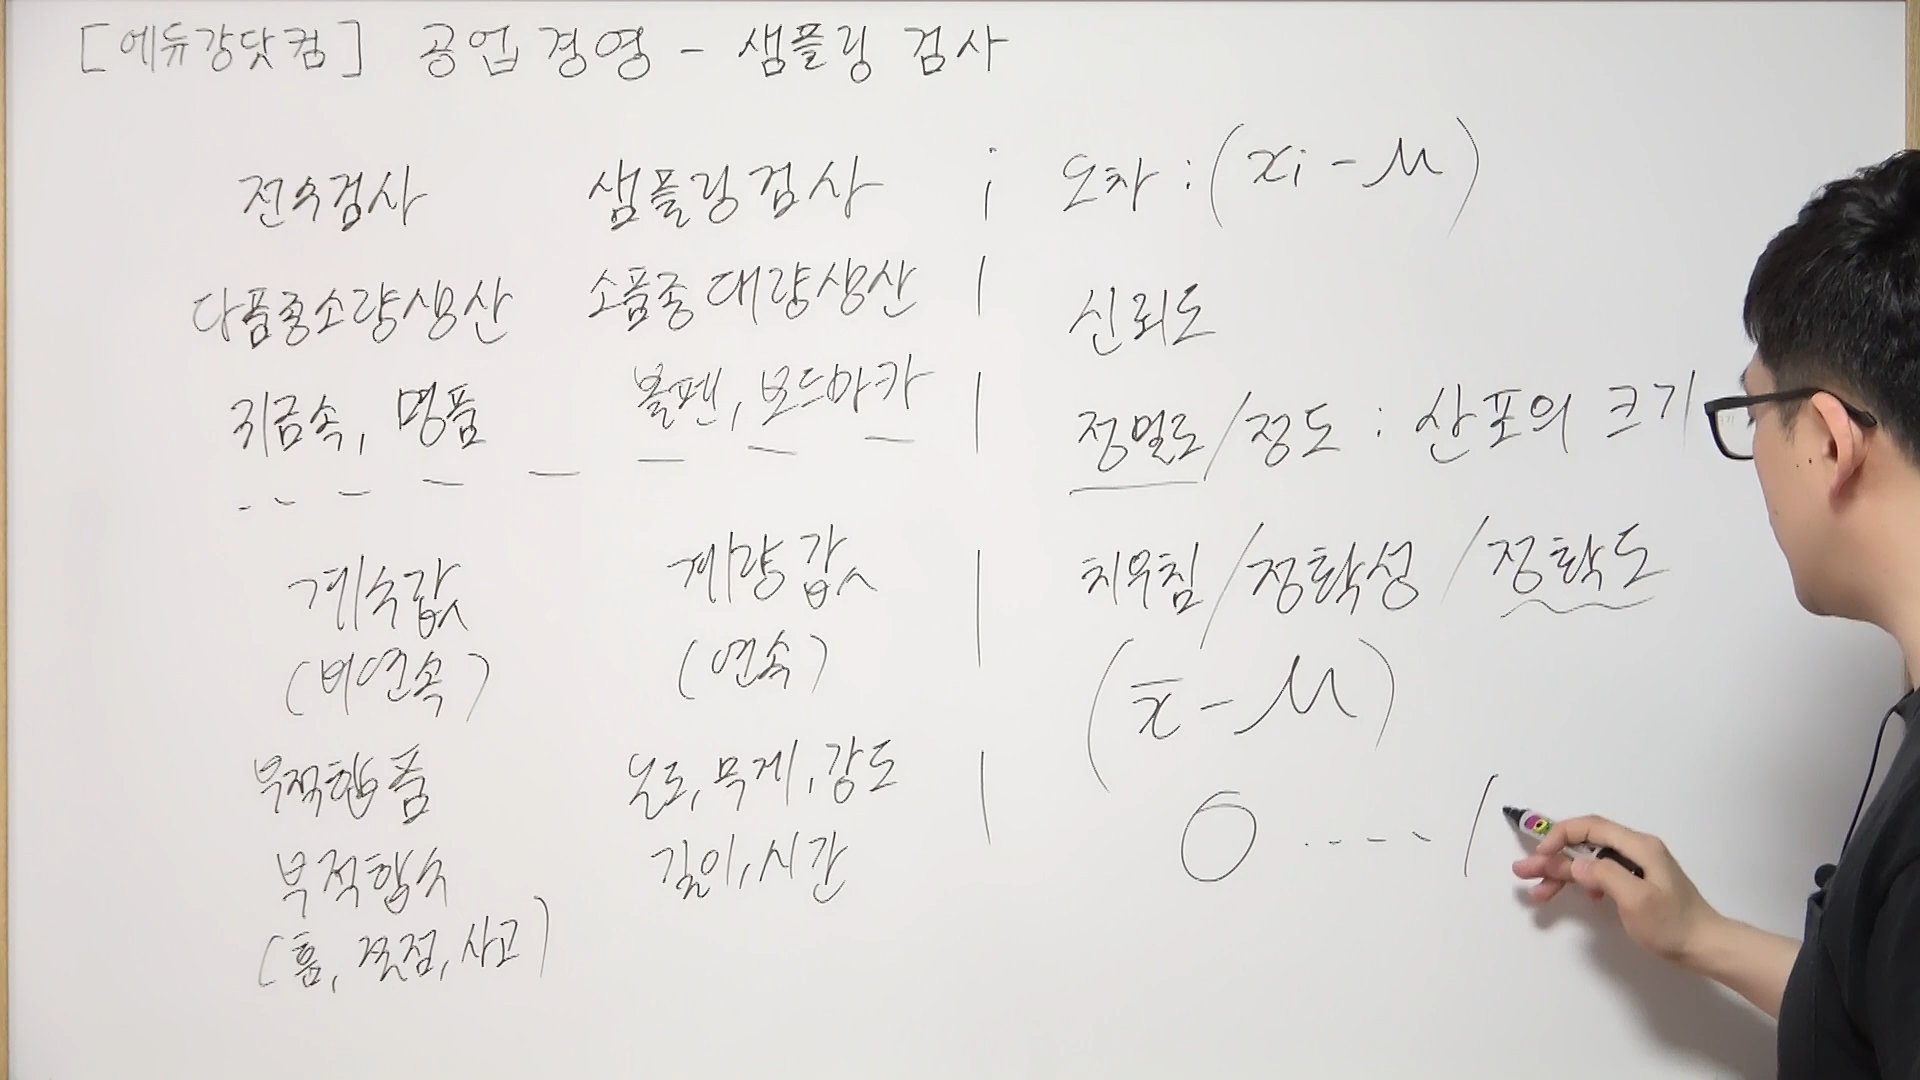 [에듀강닷컴] 공업경영 - 샘플링 검사
전수검사 샘플링검사
다품종소량생산 소품종대량생산
귀금속, 명품 볼펜, 보드마카
계수값 계량값
(비연속) (연속)
부적합품 온도, 무게, 강도
부적합수 길이, 시간
(흠, 결점, 사고)
오차 : (xi - μ)
신뢰도
정밀도/정도 : 산포의 크기
치우침/정확성/정확도
(x̄ - μ)